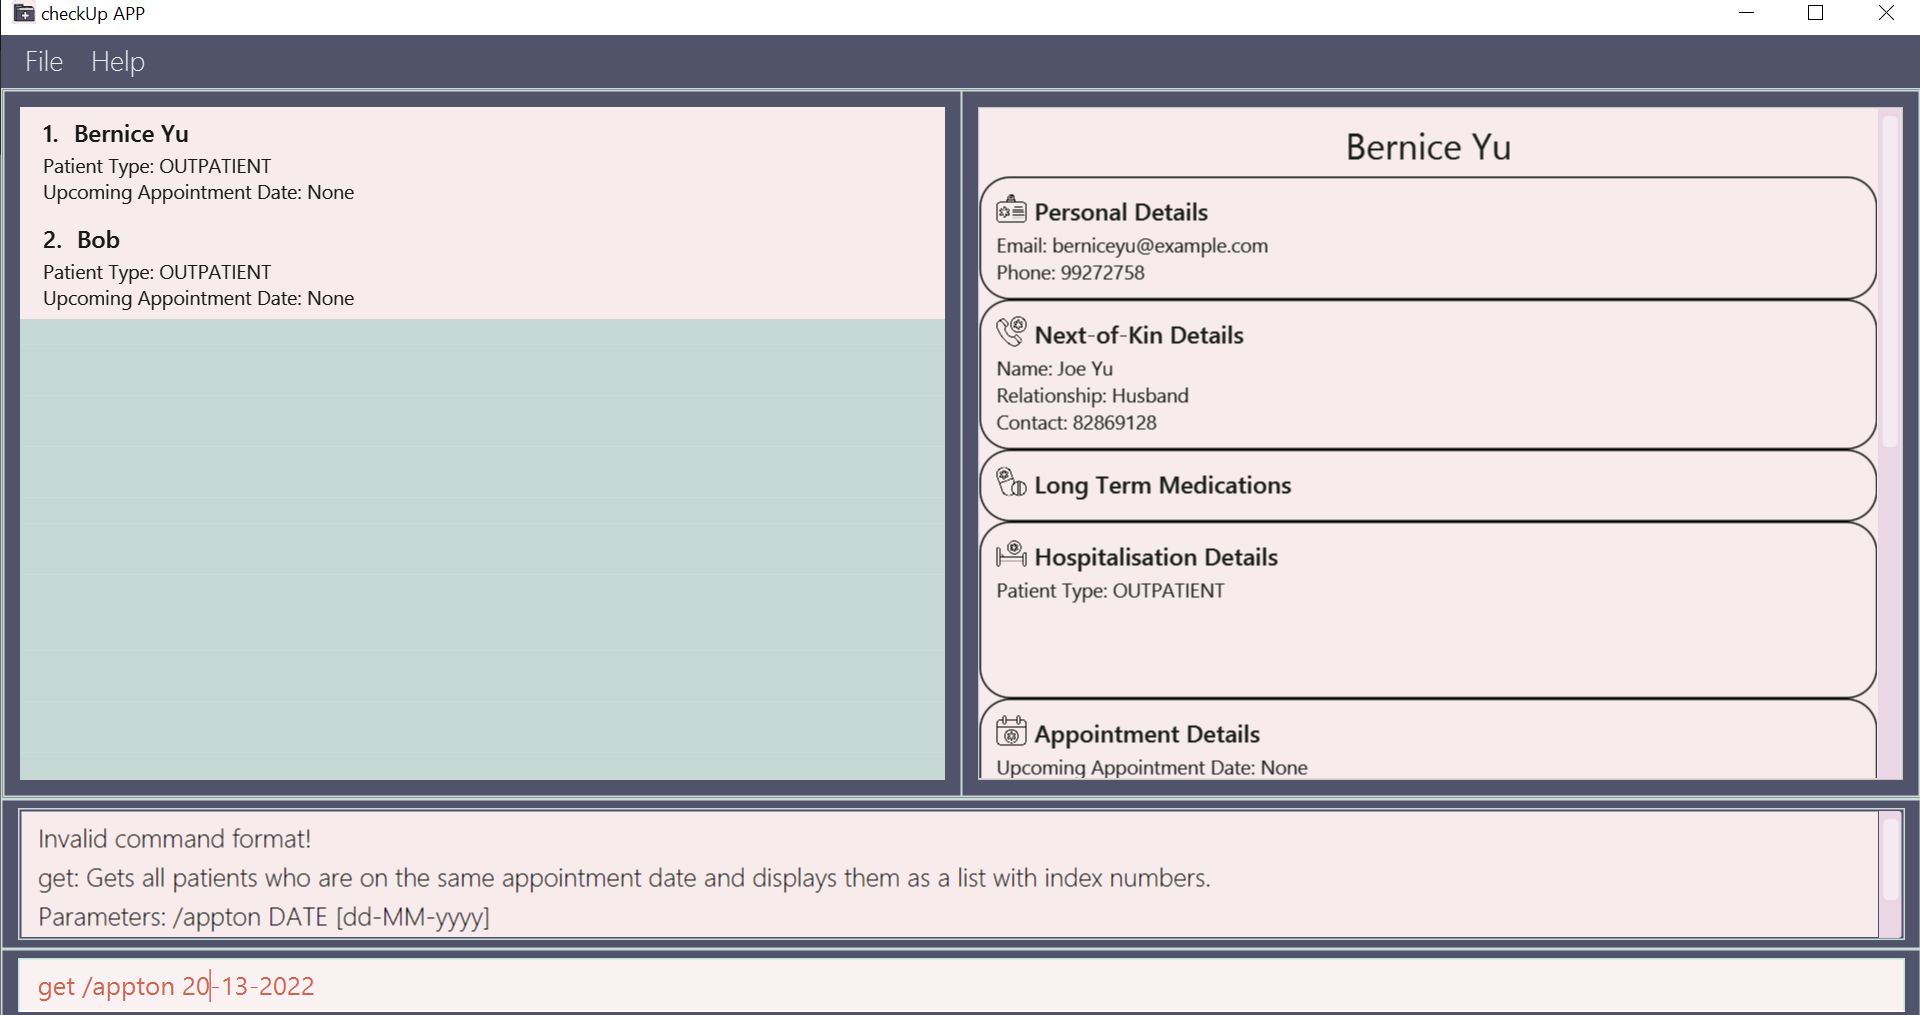 checkUp APP
File Help
1. Bernice Yu
Patient Type: OUTPATIENT
Upcoming Appointment Date: None
2. Bob
Patient Type: OUTPATIENT
Upcoming Appointment Date: None
Bernice Yu
Personal Details
Email: berniceyu@example.com
Phone: 99272758
Next-of-Kin Details
Name: Joe Yu
Relationship: Husband
Contact: 82869128
Long Term Medications
Hospitalisation Details
Patient Type: OUTPATIENT
Appointment Details
Upcoming Appointment Date: None
Invalid command format!
get: Gets all patients who are on the same appointment date and displays them as a list with index numbers.
Parameters: /appton DATE [dd-MM-yyyy]
get /appton 20-13-2022